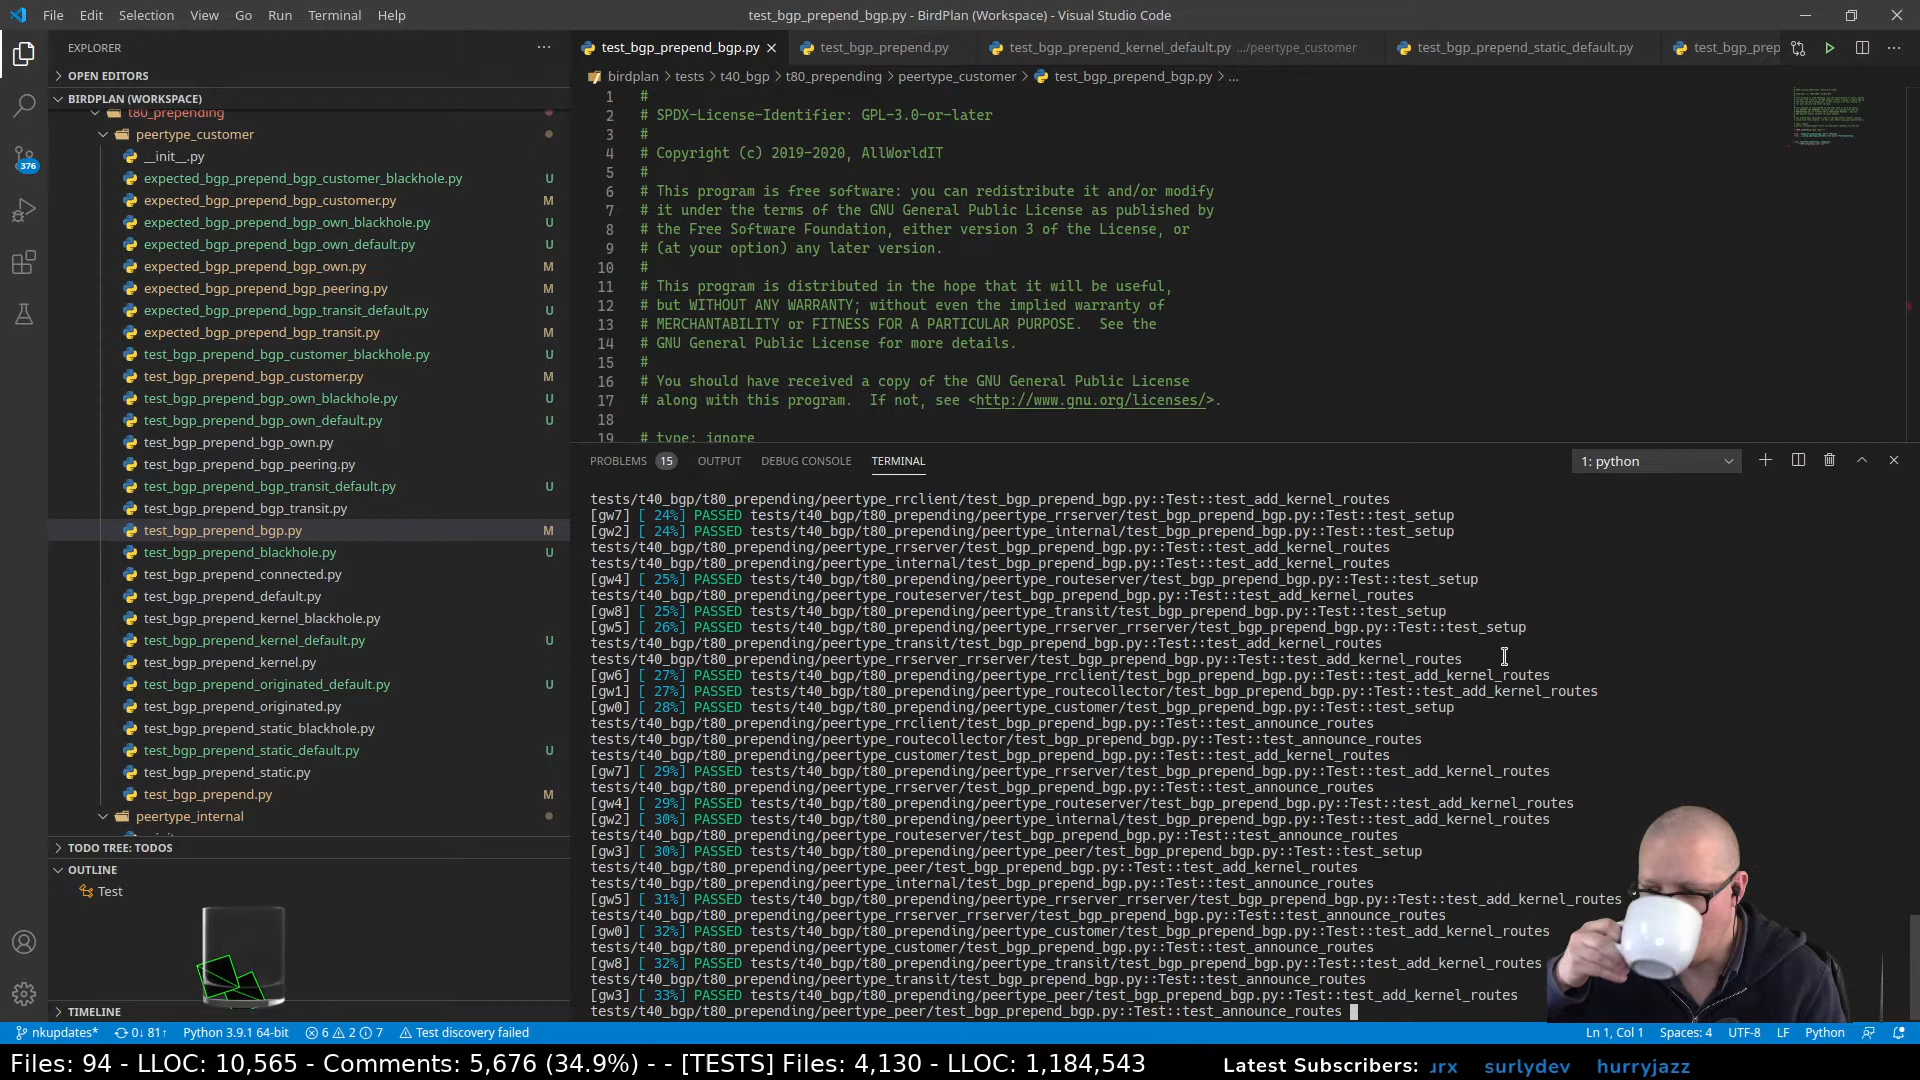 File Edit Selection View Go Run Terminal Help
test_bgp_prepend_bgp.py - BirdPlan (Workspace) - Visual Studio Code
EXPLORER
OPEN EDITORS
BIRDPLAN (WORKSPACE)
t80_prepending
peertype_customer
__init__.py
expected_bgp_prepend_bgp_customer_blackhole.py U
expected_bgp_prepend_bgp_customer.py M
expected_bgp_prepend_bgp_own_blackhole.py U
expected_bgp_prepend_bgp_own_default.py U
expected_bgp_prepend_bgp_own.py M
expected_bgp_prepend_bgp_peering.py M
expected_bgp_prepend_bgp_transit_default.py U
expected_bgp_prepend_bgp_transit.py M
test_bgp_prepend_bgp_customer_blackhole.py U
test_bgp_prepend_bgp_customer.py M
test_bgp_prepend_bgp_own_blackhole.py U
test_bgp_prepend_bgp_own_default.py U
test_bgp_prepend_bgp_own.py
test_bgp_prepend_bgp_peering.py
test_bgp_prepend_bgp_transit_default.py U
test_bgp_prepend_bgp_transit.py
test_bgp_prepend_bgp.py M
test_bgp_prepend_blackhole.py U
test_bgp_prepend_connected.py
test_bgp_prepend_default.py
test_bgp_prepend_kernel_blackhole.py
test_bgp_prepend_kernel_default.py U
test_bgp_prepend_kernel.py
test_bgp_prepend_originated_default.py U
test_bgp_prepend_originated.py
test_bgp_prepend_static_blackhole.py
test_bgp_prepend_static_default.py U
test_bgp_prepend_static.py
test_bgp_prepend.py M
peertype_internal
TODO TREE: TODOS
OUTLINE
Test
TIMELINE
376
test_bgp_prepend_bgp.py test_bgp_prepend.py test_bgp_prepend_kernel_default.py .../peertype_customer test_bgp_prepend_static_default.py test_bgp_prep
birdplan > tests > t40_bgp > t80_prepending > peertype_customer > test_bgp_prepend_bgp.py > ...
1 #
2 # SPDX-License-Identifier: GPL-3.0-or-later
3 #
4 # Copyright (c) 2019-2020, AllWorldIT
5 #
6 # This program is free software: you can redistribute it and/or modify
7 # it under the terms of the GNU General Public License as published by
8 # the Free Software Foundation, either version 3 of the License, or
9 # (at your option) any later version.
10 #
11 # This program is distributed in the hope that it will be useful,
12 # but WITHOUT ANY WARRANTY; without even the implied warranty of
13 # MERCHANTABILITY or FITNESS FOR A PARTICULAR PURPOSE.  See the
14 # GNU General Public License for more details.
15 #
16 # You should have received a copy of the GNU General Public License
17 # along with this program.  If not, see <http://www.gnu.org/licenses/>.
18
19 # type: ignore
PROBLEMS 15 OUTPUT DEBUG CONSOLE TERMINAL 1: python
tests/t40_bgp/t80_prepending/peertype_rrclient/test_bgp_prepend_bgp.py::Test::test_add_kernel_routes
[gw7] [ 24%] PASSED tests/t40_bgp/t80_prepending/peertype_rrserver/test_bgp_prepend_bgp.py::Test::test_setup
[gw2] [ 24%] PASSED tests/t40_bgp/t80_prepending/peertype_internal/test_bgp_prepend_bgp.py::Test::test_setup
tests/t40_bgp/t80_prepending/peertype_rrserver/test_bgp_prepend_bgp.py::Test::test_add_kernel_routes
tests/t40_bgp/t80_prepending/peertype_internal/test_bgp_prepend_bgp.py::Test::test_add_kernel_routes
[gw4] [ 25%] PASSED tests/t40_bgp/t80_prepending/peertype_routeserver/test_bgp_prepend_bgp.py::Test::test_setup
tests/t40_bgp/t80_prepending/peertype_routeserver/test_bgp_prepend_bgp.py::Test::test_add_kernel_routes
[gw8] [ 25%] PASSED tests/t40_bgp/t80_prepending/peertype_transit/test_bgp_prepend_bgp.py::Test::test_setup
[gw5] [ 26%] PASSED tests/t40_bgp/t80_prepending/peertype_rrserver_rrserver/test_bgp_prepend_bgp.py::Test::test_setup
tests/t40_bgp/t80_prepending/peertype_transit/test_bgp_prepend_bgp.py::Test::test_add_kernel_routes
tests/t40_bgp/t80_prepending/peertype_rrserver_rrserver/test_bgp_prepend_bgp.py::Test::test_add_kernel_routes
[gw6] [ 27%] PASSED tests/t40_bgp/t80_prepending/peertype_rrclient/test_bgp_prepend_bgp.py::Test::test_add_kernel_routes
[gw1] [ 27%] PASSED tests/t40_bgp/t80_prepending/peertype_routecollector/test_bgp_prepend_bgp.py::Test::test_add_kernel_routes
[gw0] [ 28%] PASSED tests/t40_bgp/t80_prepending/peertype_customer/test_bgp_prepend_bgp.py::Test::test_setup
tests/t40_bgp/t80_prepending/peertype_rrclient/test_bgp_prepend_bgp.py::Test::test_announce_routes
tests/t40_bgp/t80_prepending/peertype_routecollector/test_bgp_prepend_bgp.py::Test::test_announce_routes
tests/t40_bgp/t80_prepending/peertype_customer/test_bgp_prepend_bgp.py::Test::test_add_kernel_routes
[gw7] [ 29%] PASSED tests/t40_bgp/t80_prepending/peertype_rrserver/test_bgp_prepend_bgp.py::Test::test_add_kernel_routes
tests/t40_bgp/t80_prepending/peertype_rrserver/test_bgp_prepend_bgp.py::Test::test_announce_routes
[gw4] [ 29%] PASSED tests/t40_bgp/t80_prepending/peertype_routeserver/test_bgp_prepend_bgp.py::Test::test_add_kernel_routes
[gw2] [ 30%] PASSED tests/t40_bgp/t80_prepending/peertype_internal/test_bgp_prepend_bgp.py::Test::test_add_kernel_routes
tests/t40_bgp/t80_prepending/peertype_routeserver/test_bgp_prepend_bgp.py::Test::test_announce_routes
[gw3] [ 30%] PASSED tests/t40_bgp/t80_prepending/peertype_peer/test_bgp_prepend_bgp.py::Test::test_setup
tests/t40_bgp/t80_prepending/peertype_peer/test_bgp_prepend_bgp.py::Test::test_add_kernel_routes
tests/t40_bgp/t80_prepending/peertype_internal/test_bgp_prepend_bgp.py::Test::test_announce_routes
[gw5] [ 31%] PASSED tests/t40_bgp/t80_prepending/peertype_rrserver_rrserver/test_bgp_prepend_bgp.py::Test::test_add_kernel_routes
tests/t40_bgp/t80_prepending/peertype_rrserver_rrserver/test_bgp_prepend_bgp.py::Test::test_announce_routes
[gw0] [ 32%] PASSED tests/t40_bgp/t80_prepending/peertype_customer/test_bgp_prepend_bgp.py::Test::test_add_kernel_routes
tests/t40_bgp/t80_prepending/peertype_customer/test_bgp_prepend_bgp.py::Test::test_announce_routes
[gw8] [ 32%] PASSED tests/t40_bgp/t80_prepending/peertype_transit/test_bgp_prepend_bgp.py::Test::test_add_kernel_routes
tests/t40_bgp/t80_prepending/peertype_transit/test_bgp_prepend_bgp.py::Test::test_announce_routes
[gw3] [ 33%] PASSED tests/t40_bgp/t80_prepending/peertype_peer/test_bgp_prepend_bgp.py::Test::test_add_kernel_routes
tests/t40_bgp/t80_prepending/peertype_peer/test_bgp_prepend_bgp.py::Test::test_announce_routes
nkupdates* 0↓ 81↑ Python 3.9.1 64-bit 6 2 7 Test discovery failed Ln 1, Col 1 Spaces: 4 UTF-8 LF Python
Files: 94 - LLOC: 10,565 - Comments: 5,676 (34.9%) - - [TESTS] Files: 4,130 - LLOC: 1,184,543 Latest Subscribers: surlydev hurryjazz